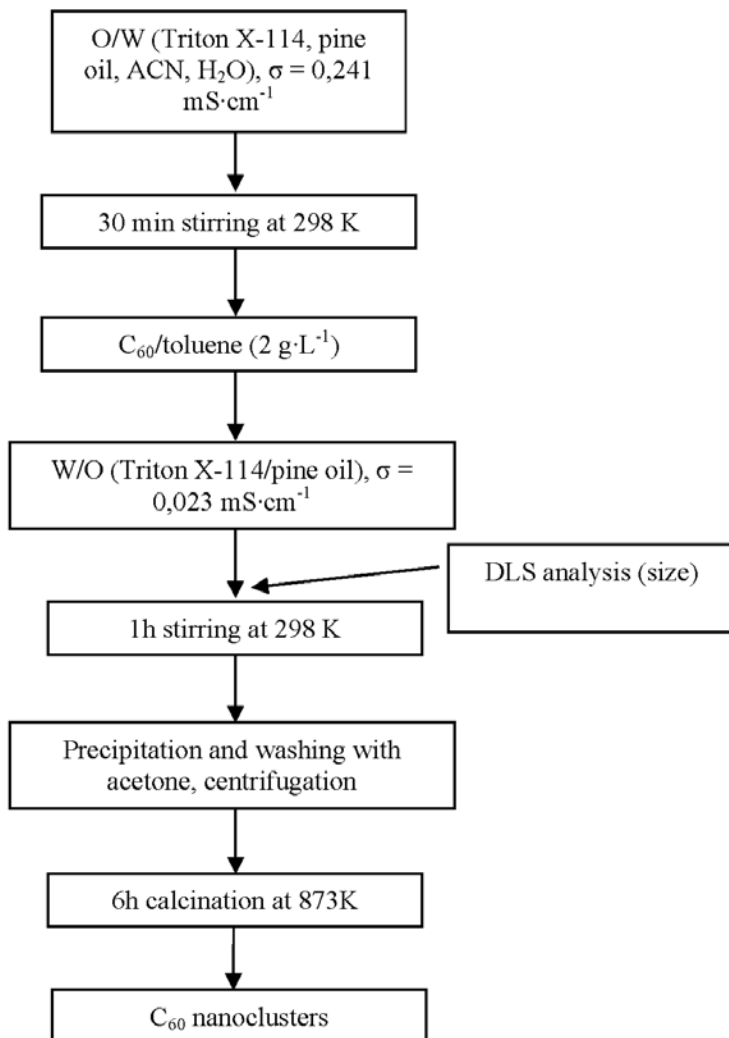 O/W (Triton X-114, pine
oil, ACN, H₂O), σ = 0,241
mS·cm⁻¹
30 min stirring at 298 K
C₆₀/toluene (2 g·L⁻¹)
W/O (Triton X-114/pine oil), σ =
0,023 mS·cm⁻¹
DLS analysis (size)
1h stirring at 298 K
Precipitation and washing with
acetone, centrifugation
6h calcination at 873K
C₆₀ nanoclusters